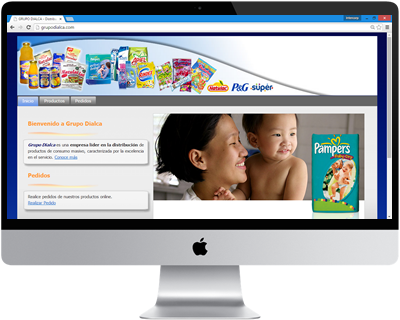 GRUPO DIALCA - Distrib
grupodialca.com
Natulac P&G súper
Inicio Productos Pedidos
Bienvenido a Grupo Dialca
Grupo Dialca es una empresa líder en la distribución de
productos de consumo masivo, caracterizada por la excelencia
en el servicio. Conoce más
Pedidos
Realice pedidos de nuestros productos online.
Realizar Pedido
Pampers